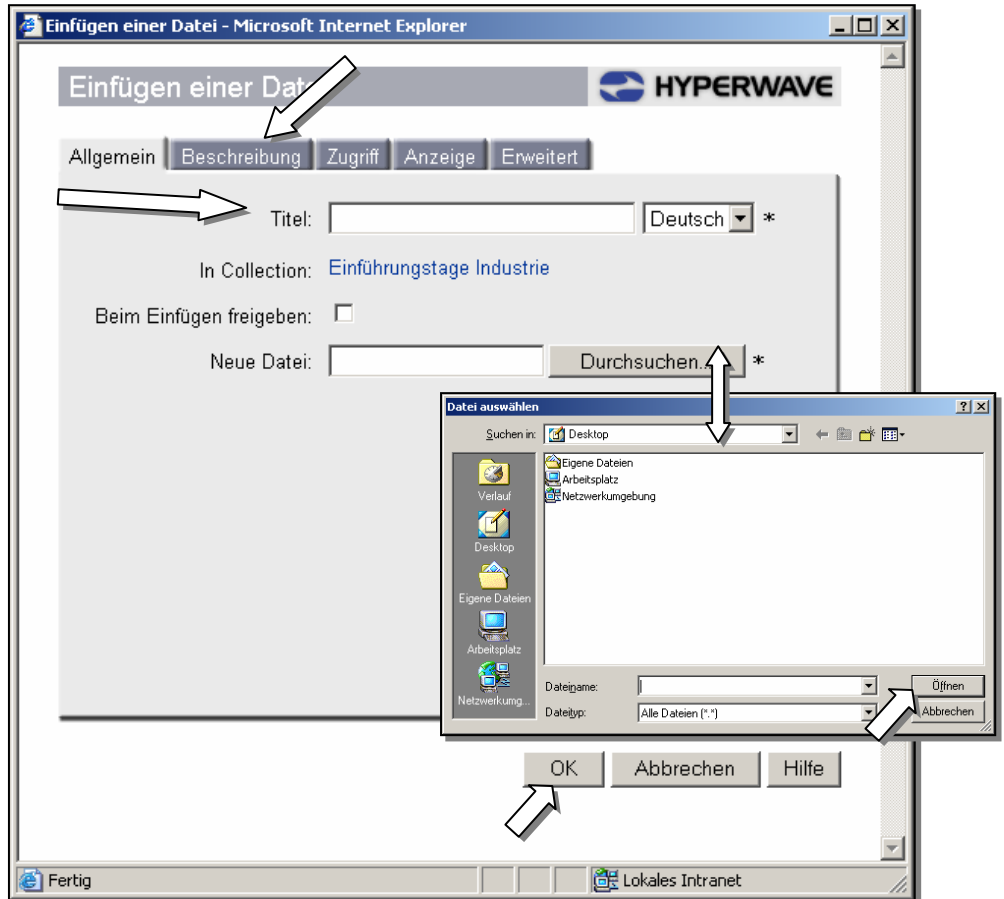 Einfügen einer Datei - Microsoft Internet Explorer
Einfügen einer Date
HYPERWAVE
Allgemein Beschreibung Zugriff Anzeige Erweitert
Titel: Deutsch *
In Collection: Einführungstage Industrie
Beim Einfügen freigeben:
Neue Datei: Durchsuchen.. *
Datei auswählen
Suchen in: Desktop
Verlauf
Desktop
Eigene Dateien
Arbeitsplatz
Netzwerkumg...
Eigene Dateien
Arbeitsplatz
Netzwerkumgebung
Dateiname: Öffnen
Dateityp: Alle Dateien (*.*) Abbrechen
OK Abbrechen Hilfe
Fertig Lokales Intranet